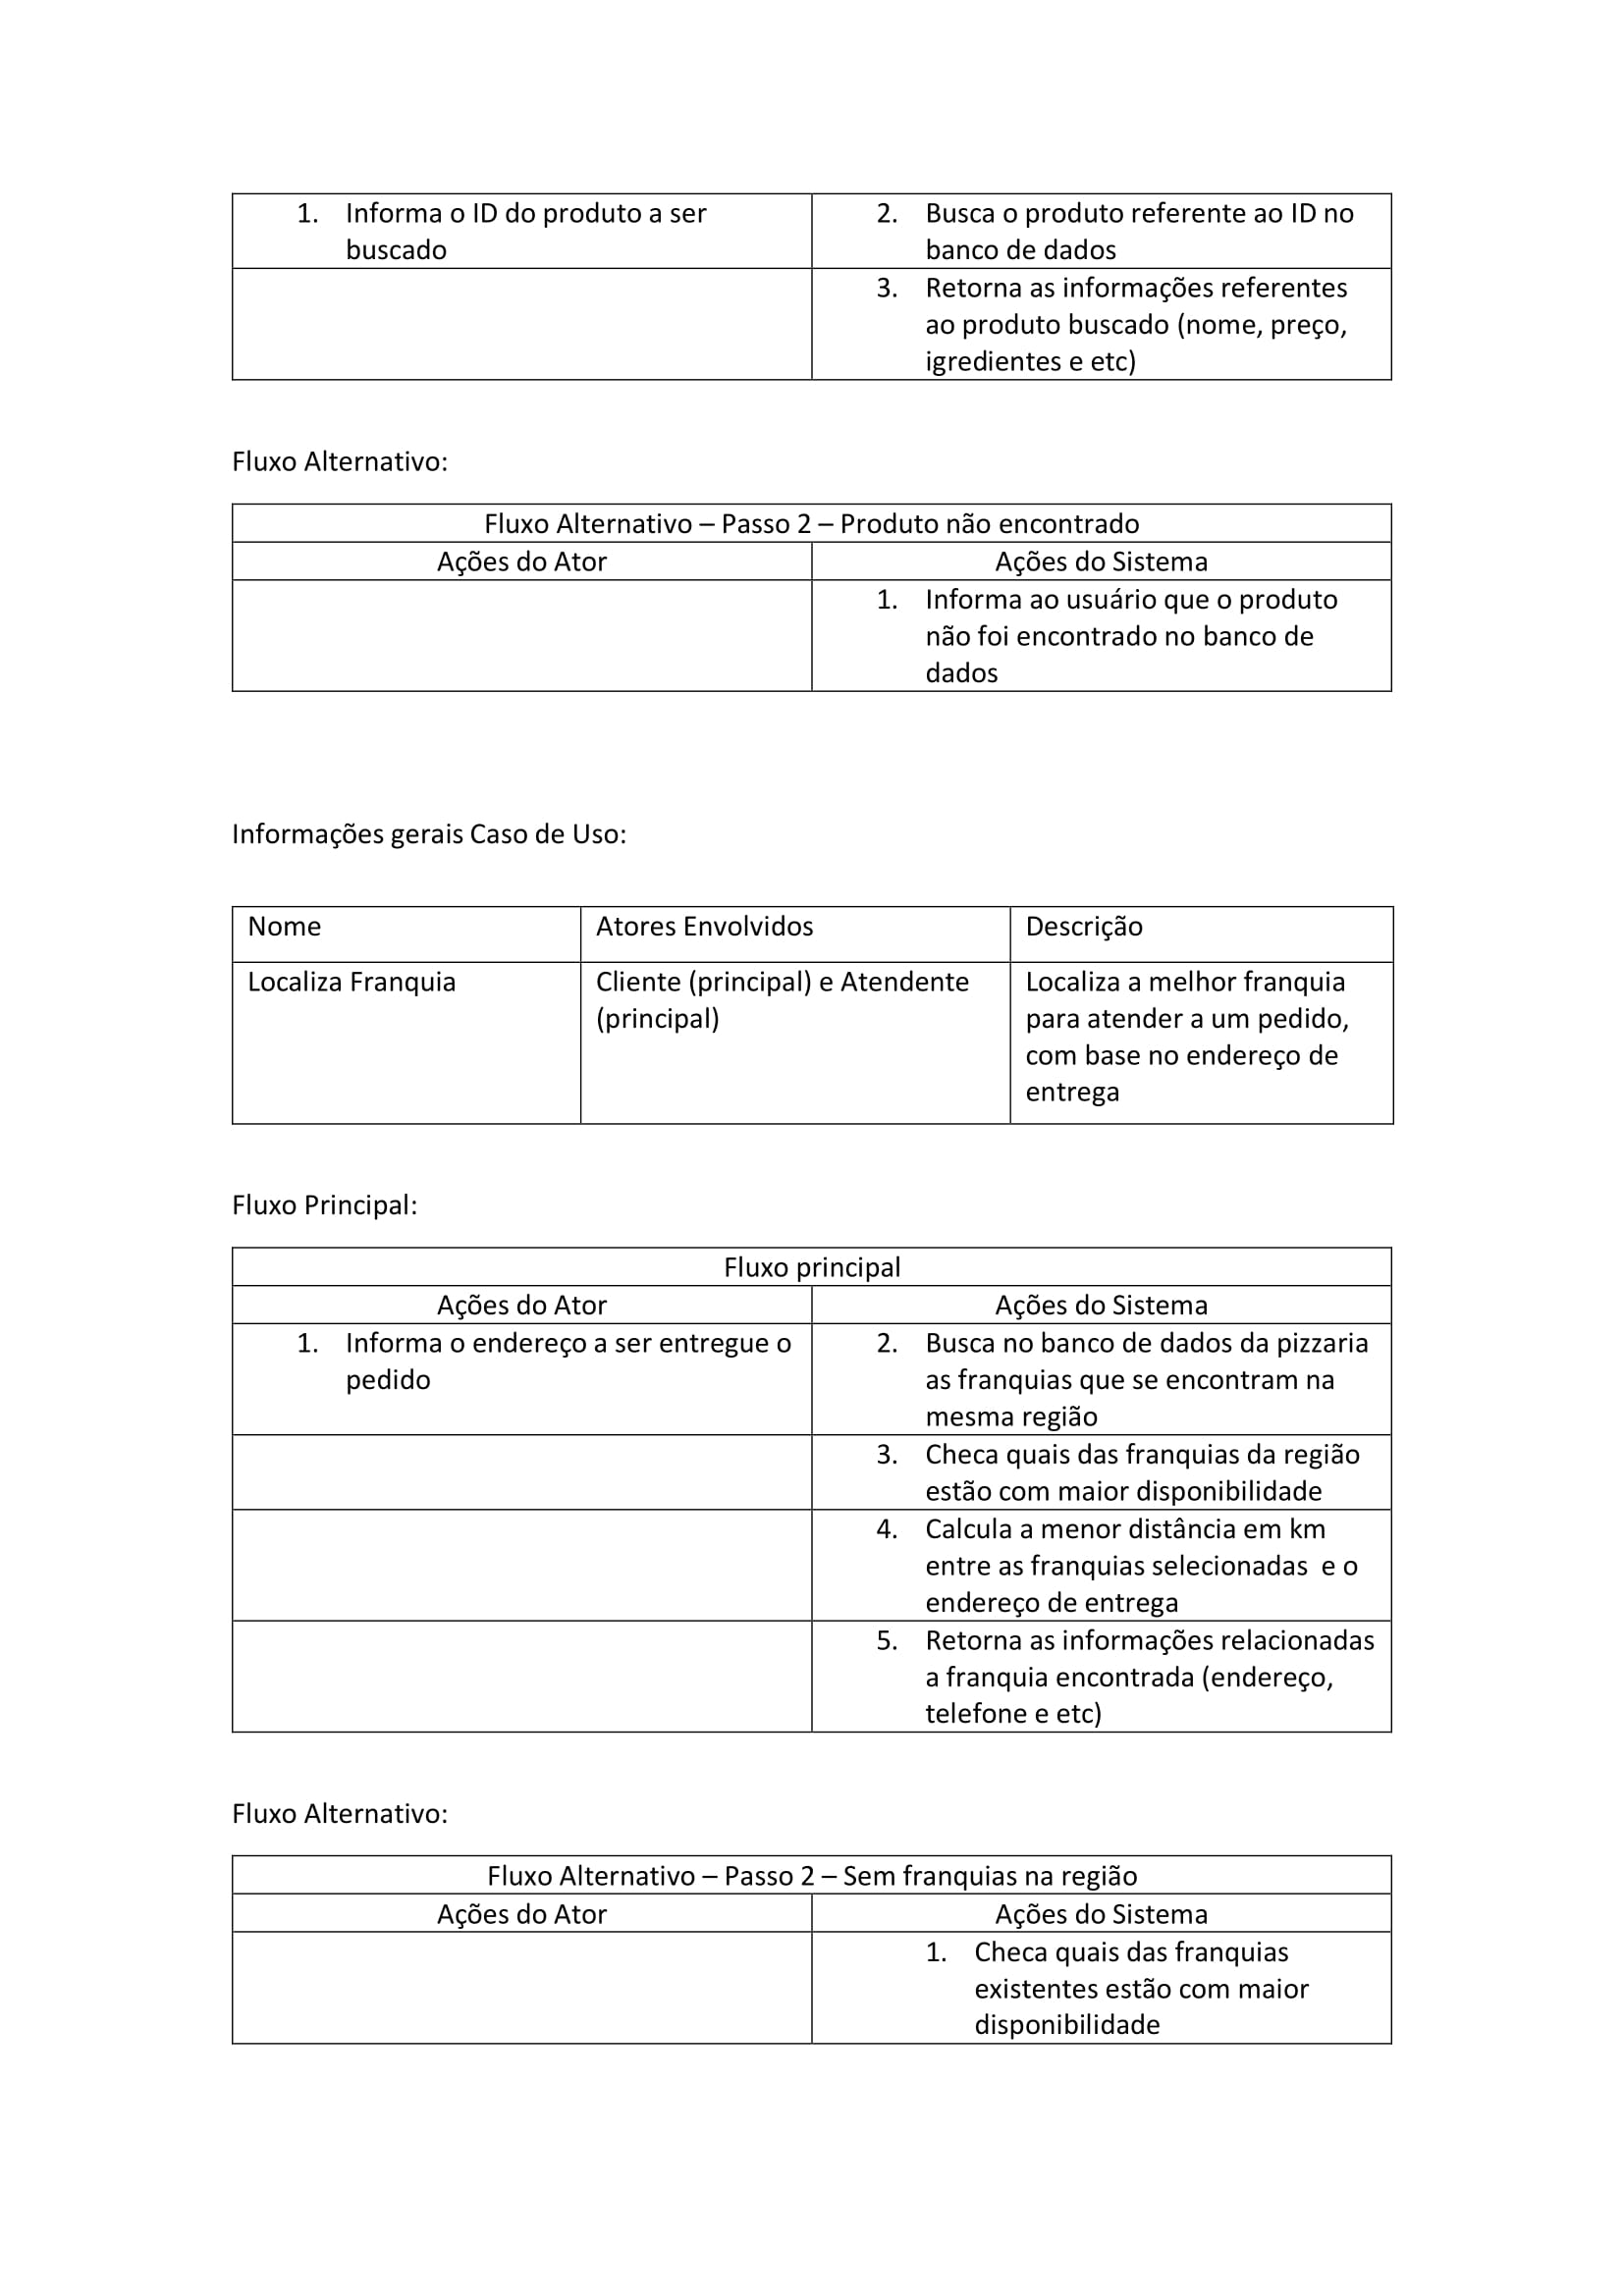 1. Informa o ID do produto a ser
buscado
2. Busca o produto referente ao ID no
banco de dados
3. Retorna as informações referentes
ao produto buscado (nome, preço,
igredientes e etc)
Fluxo Alternativo:
Fluxo Alternativo – Passo 2 – Produto não encontrado
Ações do Ator
Ações do Sistema
1. Informa ao usuário que o produto
não foi encontrado no banco de
dados
Informações gerais Caso de Uso:
Nome
Atores Envolvidos
Descrição
Localiza Franquia
Cliente (principal) e Atendente
(principal)
Localiza a melhor franquia
para atender a um pedido,
com base no endereço de
entrega
Fluxo Principal:
Fluxo principal
Ações do Ator
Ações do Sistema
1. Informa o endereço a ser entregue o
pedido
2. Busca no banco de dados da pizzaria
as franquias que se encontram na
mesma região
3. Checa quais das franquias da região
estão com maior disponibilidade
4. Calcula a menor distância em km
entre as franquias selecionadas  e o
endereço de entrega
5. Retorna as informações relacionadas
a franquia encontrada (endereço,
telefone e etc)
Fluxo Alternativo:
Fluxo Alternativo – Passo 2 – Sem franquias na região
Ações do Ator
Ações do Sistema
1. Checa quais das franquias
existentes estão com maior
disponibilidade